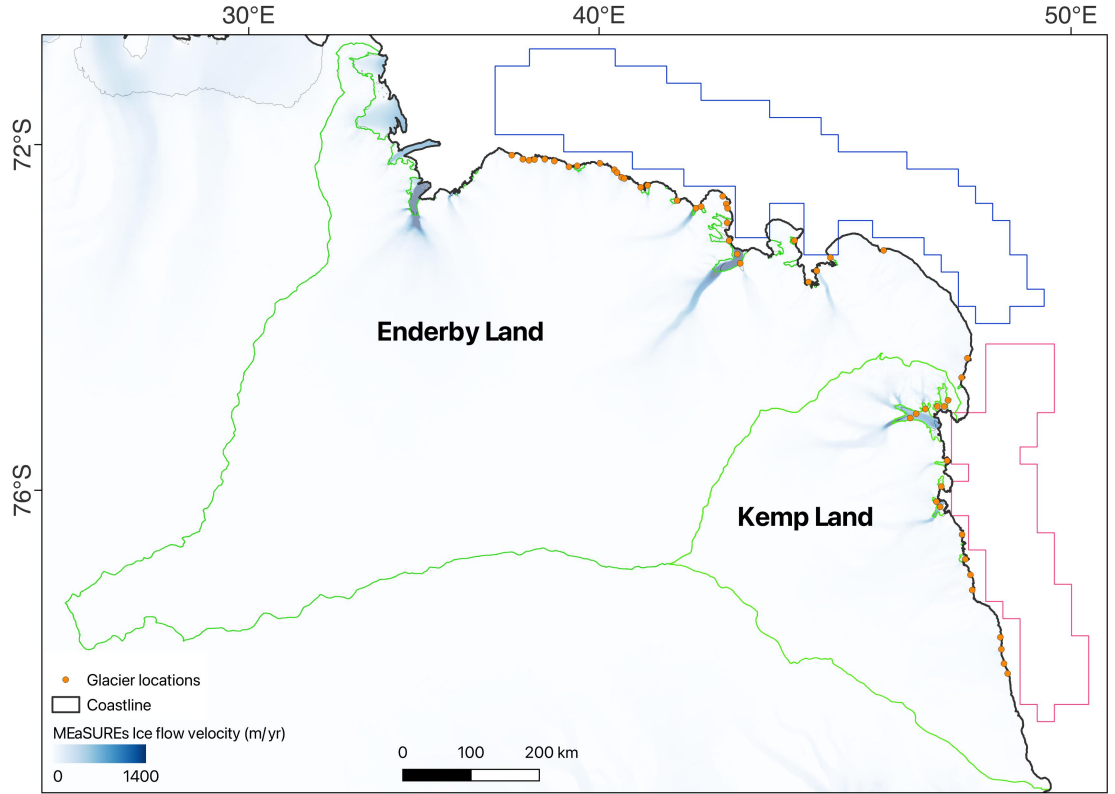 30°E 40°E 50°E
72°S
76°S
Enderby Land
Kemp Land
Glacier locations
Coastline
MEaSUREs Ice flow velocity (m/yr)
0 1400
0 100 200 km